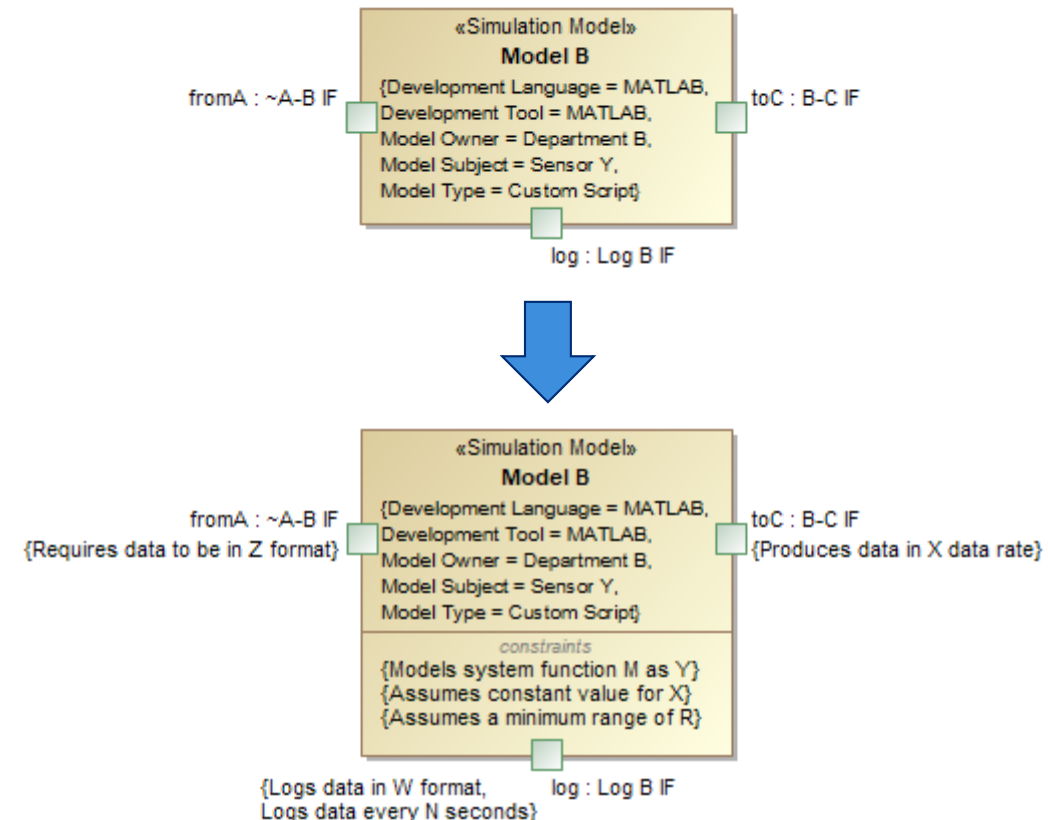 «Simulation Model»
Model B
{Development Language = MATLAB,
Development Tool = MATLAB,
Model Owner = Department B,
Model Subject = Sensor Y,
Model Type = Custom Script}
fromA : ~A-B IF
toC : B-C IF
log : Log B IF
«Simulation Model»
Model B
{Development Language = MATLAB,
Development Tool = MATLAB,
Model Owner = Department B,
Model Subject = Sensor Y,
Model Type = Custom Script}
fromA : ~A-B IF
{Requires data to be in Z format}
toC : B-C IF
{Produces data in X data rate}
constraints
{Models system function M as Y}
{Assumes constant value for X}
{Assumes a minimum range of R}
{Logs data in W format,
Logs data every N seconds}
log : Log B IF